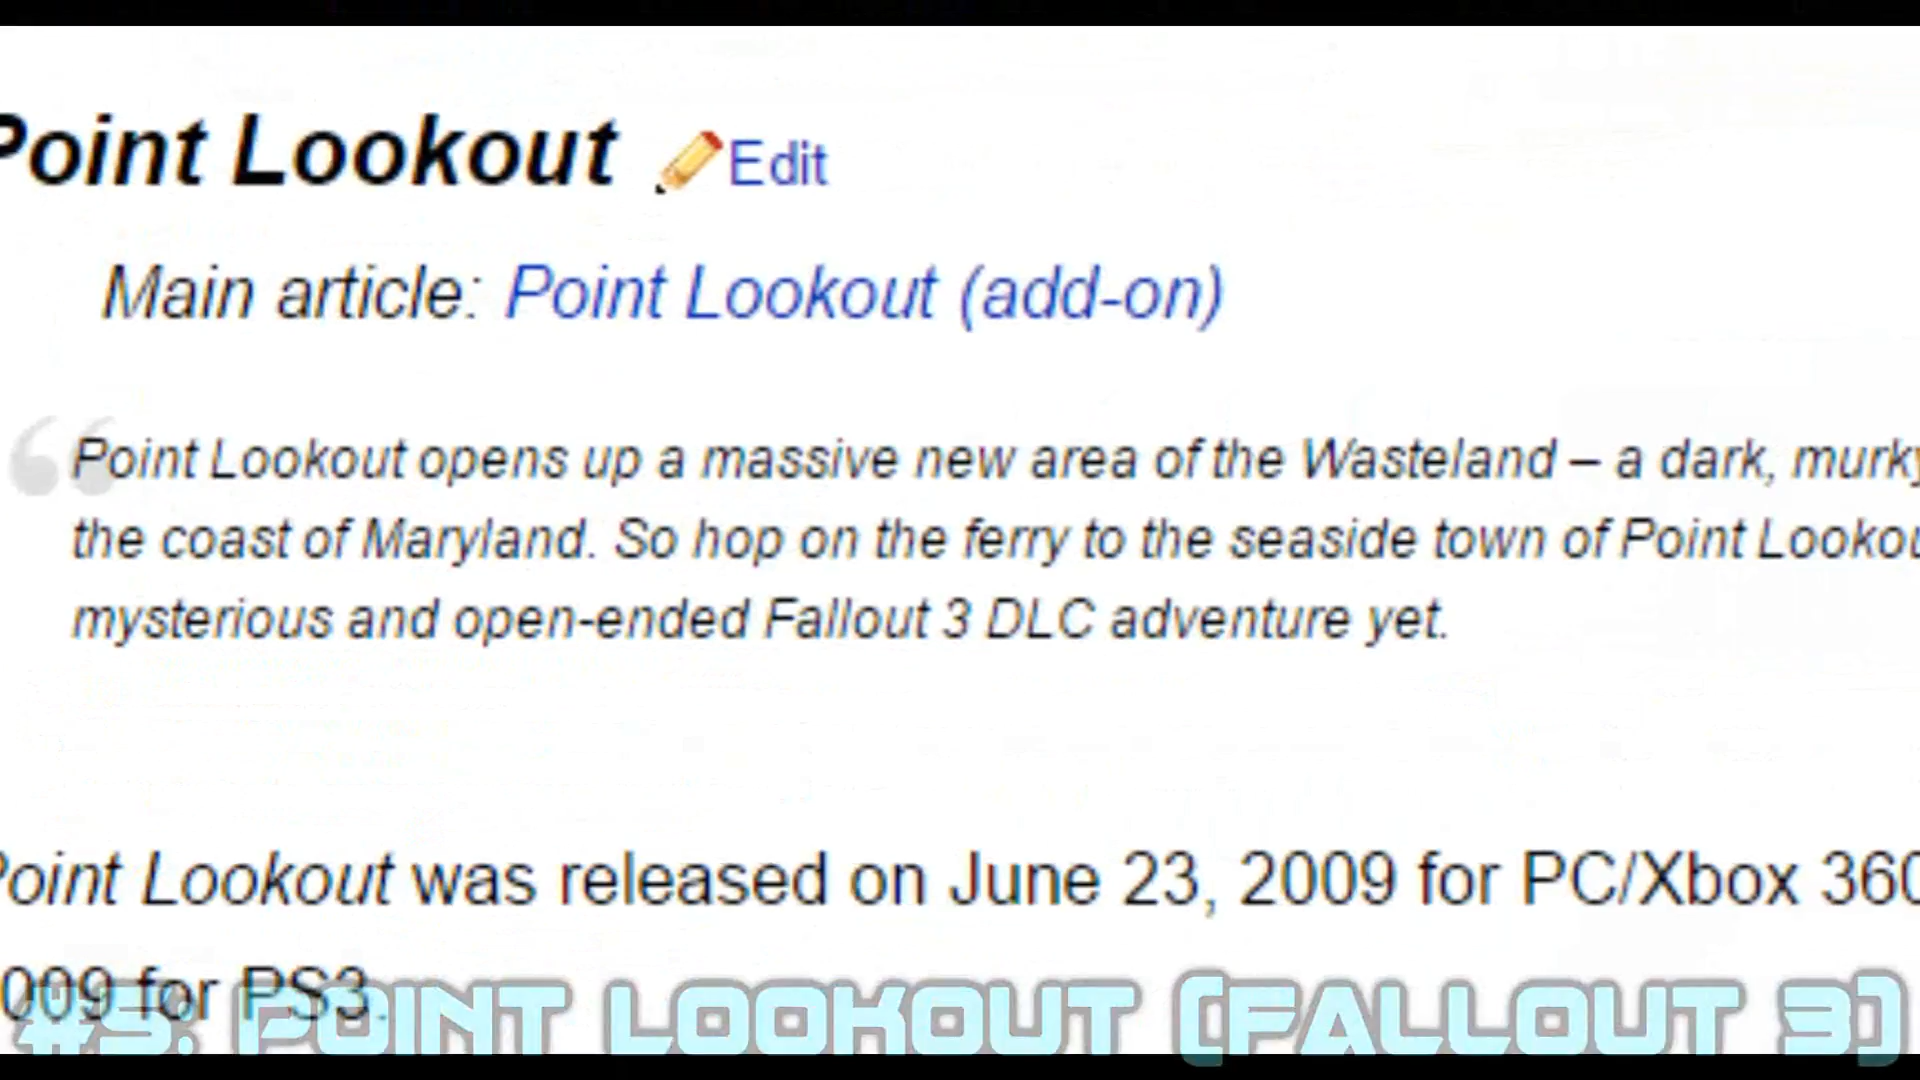 Point Lookout Edit
Main article: Point Lookout (add-on)
Point Lookout opens up a massive new area of the Wasteland – a dark, murky
the coast of Maryland. So hop on the ferry to the seaside town of Point Lookou
mysterious and open-ended Fallout 3 DLC adventure yet.
Point Lookout was released on June 23, 2009 for PC/Xbox 360
009 for PS3.
POINT LOOKOUT (FALLOUT 3)